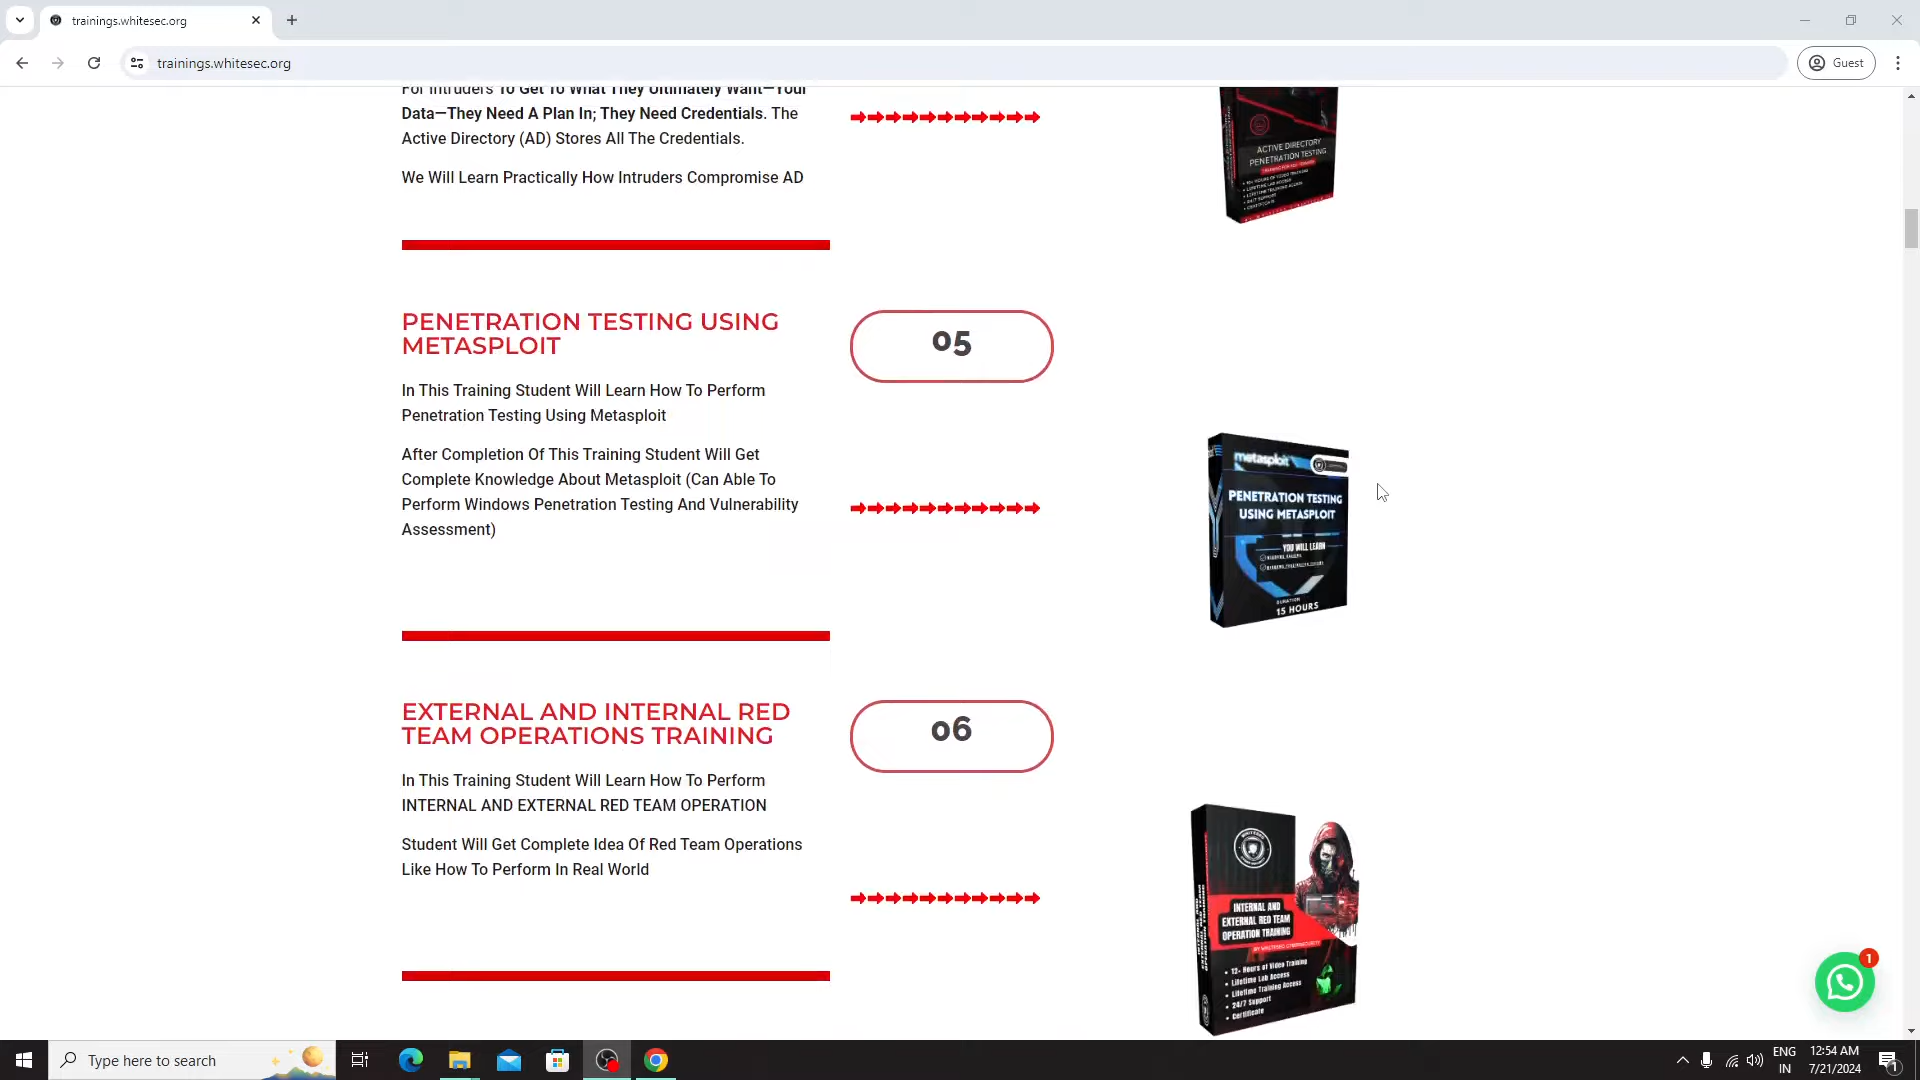 trainings.whitesec.org
trainings.whitesec.org
Guest
For Intruders To Get To What They Ultimately Want—Your
Data—They Need A Plan In; They Need Credentials. The
Active Directory (AD) Stores All The Credentials.
We Will Learn Practically How Intruders Compromise AD
ACTIVE DIRECTORY
PENETRATION TESTING
PENETRATION TESTING USING
METASPLOIT
05
In This Training Student Will Learn How To Perform
Penetration Testing Using Metasploit
After Completion Of This Training Student Will Get
Complete Knowledge About Metasploit (Can Able To
Perform Windows Penetration Testing And Vulnerability
Assessment)
metasploit
PENETRATION TESTING
USING METASPLOIT
YOU WILL LEARN
DURATION
15 HOURS
EXTERNAL AND INTERNAL RED
TEAM OPERATIONS TRAINING
06
In This Training Student Will Learn How To Perform
INTERNAL AND EXTERNAL RED TEAM OPERATION
Student Will Get Complete Idea Of Red Team Operations
Like How To Perform In Real World
INTERNAL AND
EXTERNAL RED TEAM
OPERATION TRAINING
BY WHITESEC CYBERSECURITY
• 12+ Hours of Video Training
• Lifetime Lab Access
• Lifetime Training Access
• 24/7 Support
• Certificate
1
Type here to search
ENG
IN
12:54 AM
7/21/2024
1